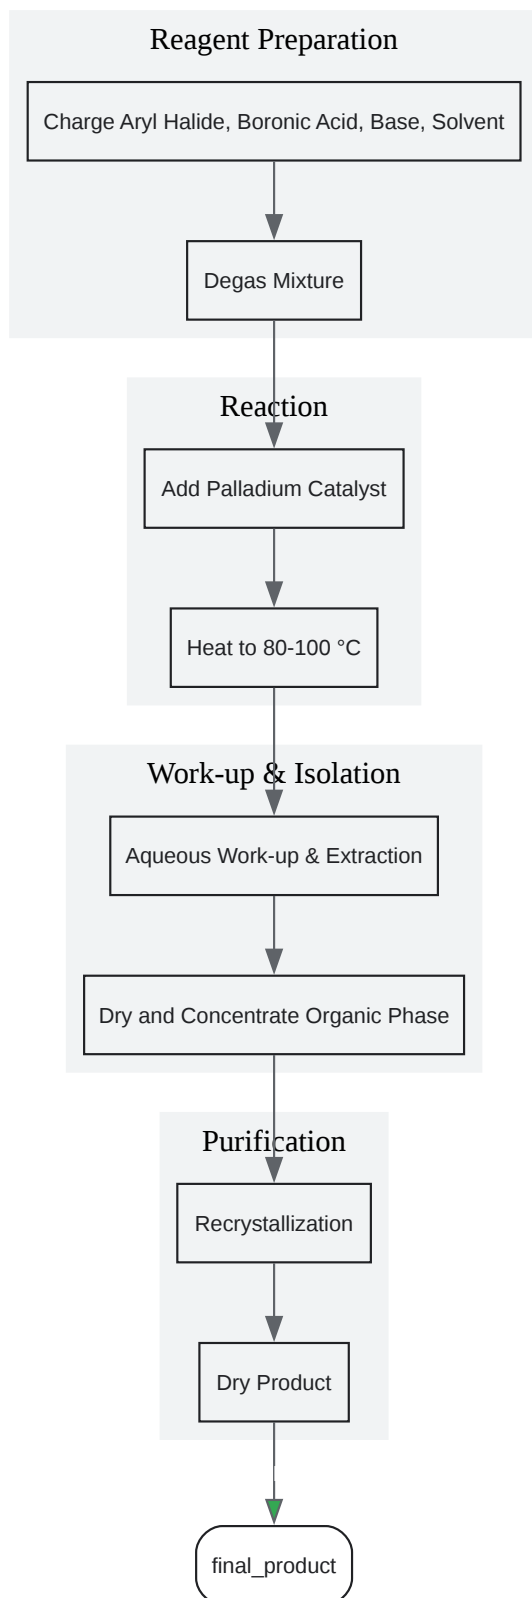 Reagent Preparation
Charge Aryl Halide, Boronic Acid, Base, Solvent
Degas Mixture
Reaction
Add Palladium Catalyst
Heat to 80-100 °C
Work-up & Isolation
Aqueous Work-up & Extraction
Dry and Concentrate Organic Phase
Purification
Recrystallization
Dry Product
final_product